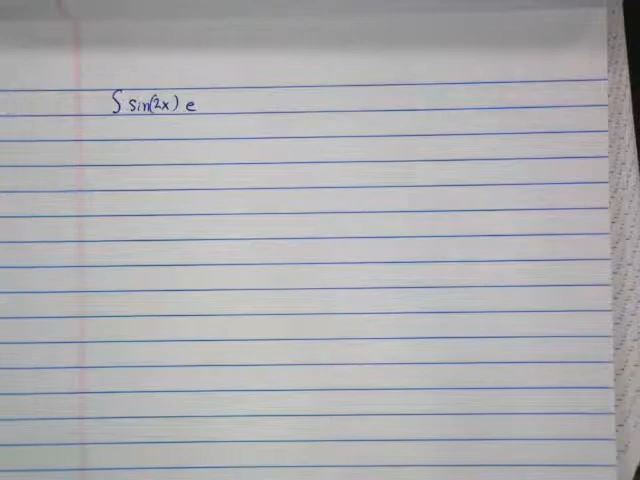 ∫ sin(2x) e